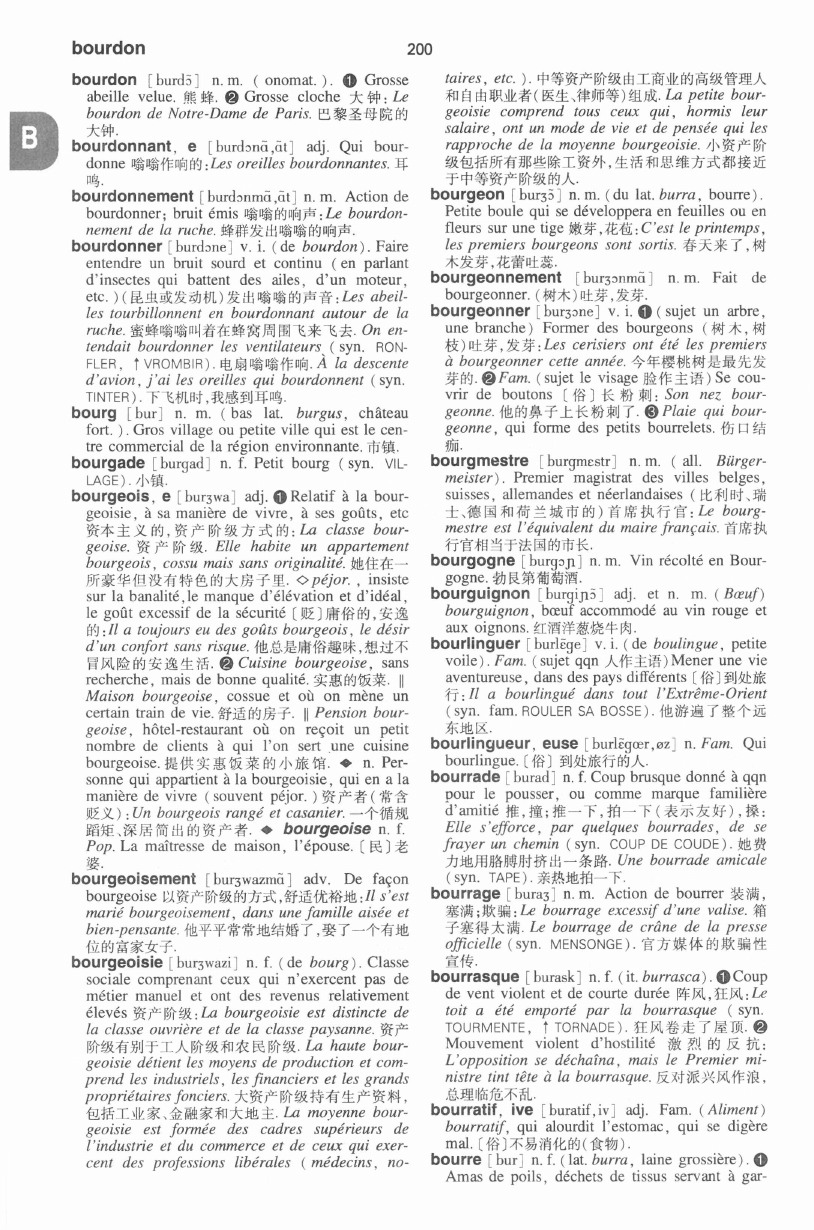 bourdon
200
B
bourdon [burdɔ̃] n. m. ( onomat. ). ❶ Grosse
abeille velue. 熊蜂. ❷ Grosse cloche 大钟: Le
bourdon de Notre-Dame de Paris. 巴黎圣母院的
大钟.
bourdonnant, e [burdɔnɑ̃,ɑ̃t] adj. Qui bour-
donne 嗡嗡作响的:Les oreilles bourdonnantes. 耳
鸣.
bourdonnement [burdɔnmɑ̃,ɑ̃t] n. m. Action de
bourdonner; bruit émis 嗡嗡的响声:Le bourdon-
nement de la ruche. 蜂群发出嗡嗡的响声.
bourdonner [burdɔne] v. i. (de bourdon). Faire
entendre un bruit sourd et continu (en parlant
d'insectes qui battent des ailes, d'un moteur,
etc. )(昆虫或发动机)发出嗡嗡的声音:Les abeil-
les tourbillonnent en bourdonnant autour de la
ruche. 蜜蜂嗡嗡叫着在蜂窝周围飞来飞去. On en-
tendait bourdonner les ventilateurs (syn. RON-
FLER, ↑VROMBIR). 电扇嗡嗡作响. À la descente
d'avion, j'ai les oreilles qui bourdonnent (syn.
TINTER). 下飞机时,我感到耳鸣.
bourg [bur] n. m. ( bas lat. burgus, château
fort. ). Gros village ou petite ville qui est le cen-
tre commercial de la région environnante. 市镇.
bourgade [burgad] n. f. Petit bourg (syn. VIL-
LAGE). 小镇.
bourgeois, e [burʒwa] adj. ❶Relatif à la bour-
geoisie, à sa manière de vivre, à ses goûts, etc
资本主义的,资产阶级方式的: La classe bour-
geoise. 资产阶级. Elle habite un appartement
bourgeois, cossu mais sans originalité. 她住在一
所豪华但没有特色的大房子里. ◇péjor. , insiste
sur la banalité,le manque d'élévation et d'idéal,
le goût excessif de la sécurité〔贬〕庸俗的,安逸
的:Il a toujours eu des goûts bourgeois, le désir
d'un confort sans risque. 他总是庸俗趣味,想过不
冒风险的安逸生活. ❷ Cuisine bourgeoise, sans
recherche, mais de bonne qualité. 实惠的饭菜. ‖
Maison bourgeoise, cossue et où on mène un
certain train de vie. 舒适的房子. ‖ Pension bour-
geoise, hôtel-restaurant où on reçoit un petit
nombre de clients à qui l'on sert une cuisine
bourgeoise. 提供实惠饭菜的小旅馆. ◆ n. Per-
sonne qui appartient à la bourgeoisie, qui en a la
manière de vivre (souvent péjor. )资产者(常含
贬义):Un bourgeois rangé et casanier. 一个循规
蹈矩、深居简出的资产者. ◆ bourgeoise n. f.
Pop. La maîtresse de maison, l'épouse.〔民〕老
婆.
bourgeoisement [burʒwazmɑ̃] adv. De façon
bourgeoise 以资产阶级的方式,舒适优裕地:Il s'est
marié bourgeoisement, dans une famille aisée et
bien-pensante. 他平平常常地结婚了,娶了一个有地
位的富家女子.
bourgeoisie [burʒwazi] n. f. (de bourg). Classe
sociale comprenant ceux qui n'exercent pas de
métier manuel et ont des revenus relativement
élevés 资产阶级:La bourgeoisie est distincte de
la classe ouvrière et de la classe paysanne. 资产
阶级有别于工人阶级和农民阶级. La haute bour-
geoisie détient les moyens de production et com-
prend les industriels, les financiers et les grands
propriétaires fonciers. 大资产阶级持有生产资料,
包括工业家、金融家和大地主. La moyenne bour-
geoisie est formée des cadres supérieurs de
l'industrie et du commerce et de ceux qui exer-
cent des professions libérales ( médecins, no-
taires, etc. ). 中等资产阶级由工商业的高级管理人
和自由职业者(医生、律师等)组成. La petite bour-
geoisie comprend tous ceux qui, hormis leur
salaire, ont un mode de vie et de pensée qui les
rapproche de la moyenne bourgeoisie. 小资产阶
级包括所有那些除工资外,生活和思维方式都接近
于中等资产阶级的人.
bourgeon [burʒɔ̃] n. m. (du lat. burra, bourre).
Petite boule qui se développera en feuilles ou en
fleurs sur une tige 嫩芽,花苞:C'est le printemps,
les premiers bourgeons sont sortis. 春天来了,树
木发芽,花蕾吐蕊.
bourgeonnement [burʒɔnmɑ̃] n. m. Fait de
bourgeonner. (树木)吐芽,发芽.
bourgeonner [burʒɔne] v. i. ❶ (sujet un arbre,
une branche) Former des bourgeons (树木,树
枝)吐芽,发芽:Les cerisiers ont été les premiers
à bourgeonner cette année. 今年樱桃树是最先发
芽的. ❷Fam. (sujet le visage 脸作主语) Se cou-
vrir de boutons〔俗〕长粉刺: Son nez bour-
geonne. 他的鼻子上长粉刺了. ❸ Plaie qui bour-
geonne, qui forme des petits bourrelets. 伤口结
痂.
bourgmestre [burgmɛstr] n. m. ( all. Bürger-
meister). Premier magistrat des villes belges,
suisses, allemandes et néerlandaises (比利时、瑞
士、德国和荷兰城市的)首席执行官:Le bourg-
mestre est l'équivalent du maire français. 首席执
行官相当于法国的市长.
bourgogne [burgɔɲ] n. m. Vin récolté en Bour-
gogne. 勃艮第葡萄酒.
bourguignon [burgiɲɔ̃] adj. et n. m. ( Bœuf)
bourguignon, bœuf accommodé au vin rouge et
aux oignons. 红酒洋葱烧牛肉.
bourlinguer [burlɛ̃ge] v. i. (de boulingue, petite
voile). Fam. (sujet qqn 人作主语)Mener une vie
aventureuse, dans des pays différents〔俗〕到处旅
行: Il a bourlingué dans tout l'Extrême-Orient
(syn. fam. ROULER SA BOSSE). 他游遍了整个远
东地区.
bourlingueur, euse [burlɛ̃gœr,øz] n. Fam. Qui
bourlingue.〔俗〕到处旅行的人.
bourrade [burad] n. f. Coup brusque donné à qqn
pour le pousser, ou comme marque familière
d'amitié 推,撞;推一下,拍一下(表示友好),搡:
Elle s'efforce, par quelques bourrades, de se
frayer un chemin (syn. COUP DE COUDE). 她费
力地用胳膊肘挤出一条路. Une bourrade amicale
(syn. TAPE). 亲热地拍一下.
bourrage [buraʒ] n. m. Action de bourrer 装满,
塞满;欺骗:Le bourrage excessif d'une valise. 箱
子塞得太满. Le bourrage de crâne de la presse
officielle (syn. MENSONGE). 官方媒体的欺骗性
宣传.
bourrasque [burask] n. f. (it. burrasca). ❶Coup
de vent violent et de courte durée 阵风,狂风:Le
toit a été emporté par la bourrasque ( syn.
TOURMENTE, ↑TORNADE). 狂风卷走了屋顶. ❷
Mouvement violent d'hostilité 激烈的反抗:
L'opposition se déchaîna, mais le Premier mi-
nistre tint tête à la bourrasque. 反对派兴风作浪,
总理临危不乱.
bourratif, ive [buratif,iv] adj. Fam. (Aliment)
bourratif, qui alourdit l'estomac, qui se digère
mal.〔俗〕不易消化的(食物).
bourre [bur] n. f. (lat. burra, laine grossière). ❶
Amas de poils, déchets de tissus servant à gar-